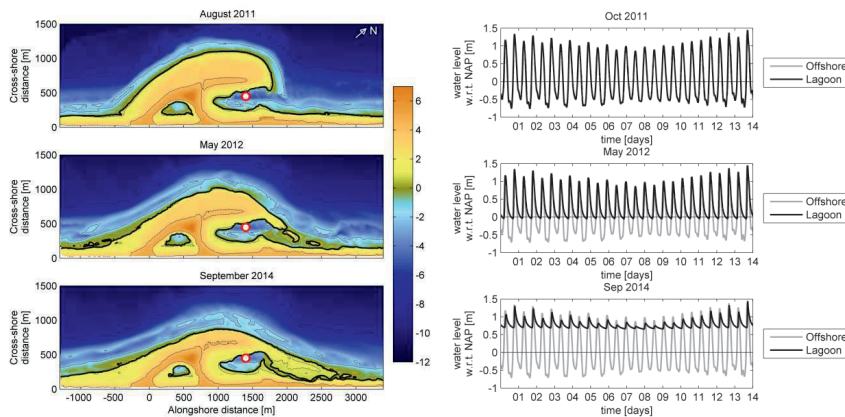 August 2011
N
1500
1000
500
0
Cross-shore
distance [m]
May 2012
1500
1000
500
0
Cross-shore
distance [m]
September 2014
1500
1000
500
0
Cross-shore
distance [m]
-1000 -500 0 500 1000 1500 2000 2500 3000
Alongshore distance [m]
6
4
2
0
-2
-4
-6
-8
-10
-12
Oct 2011
1.5
1
0.5
0
-0.5
-1
water level
w.r.t. NAP [m]
01 02 03 04 05 06 07 08 09 10 11 12 13 14
time [days]
Offshore
Lagoon
May 2012
1.5
1
0.5
0
-0.5
-1
water level
w.r.t. NAP [m]
01 02 03 04 05 06 07 08 09 10 11 12 13 14
time [days]
Offshore
Lagoon
Sep 2014
1.5
1
0.5
0
-0.5
-1
water level
w.r.t. NAP [m]
01 02 03 04 05 06 07 08 09 10 11 12 13 14
time [days]
Offshore
Lagoon